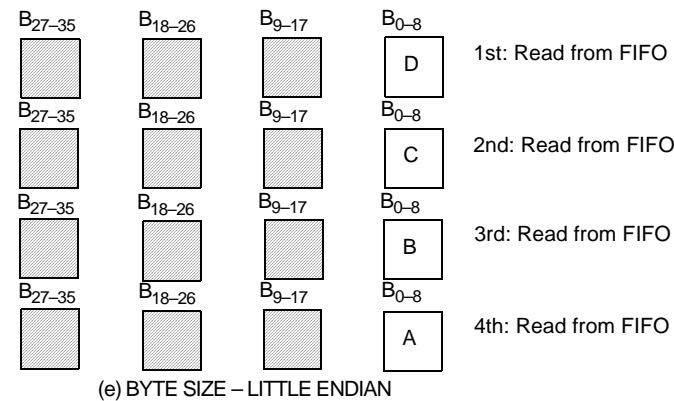 B27–35 B18–26 B9–17 B0–8
D 1st: Read from FIFO
B27–35 B18–26 B9–17 B0–8
C 2nd: Read from FIFO
B27–35 B18–26 B9–17 B0–8
B 3rd: Read from FIFO
B27–35 B18–26 B9–17 B0–8
A 4th: Read from FIFO
(e) BYTE SIZE – LITTLE ENDIAN